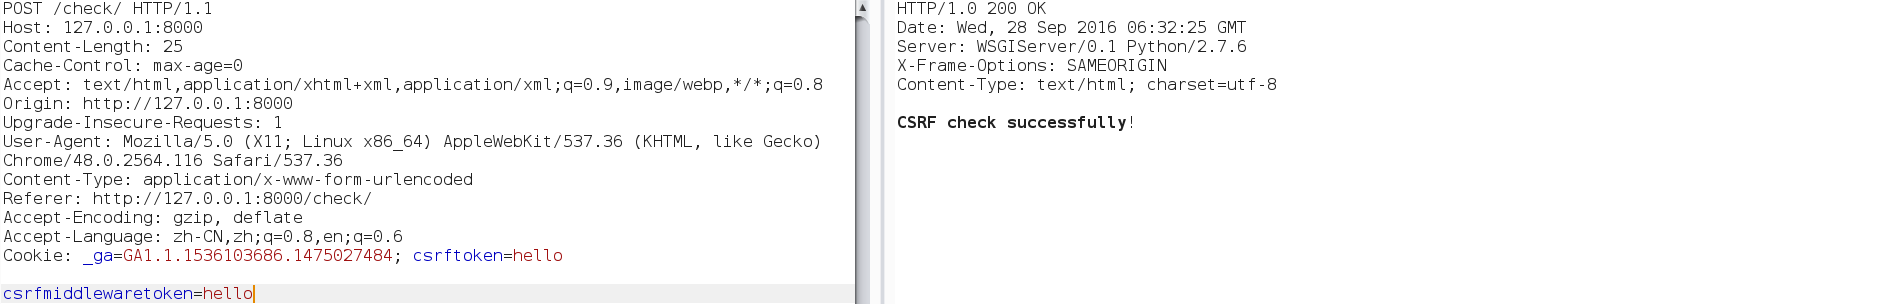 POST /check/ HTTP/1.1
Host: 127.0.0.1:8000
Content-Length: 25
Cache-Control: max-age=0
Accept: text/html,application/xhtml+xml,application/xml;q=0.9,image/webp,*/*;q=0.8
Origin: http://127.0.0.1:8000
Upgrade-Insecure-Requests: 1
User-Agent: Mozilla/5.0 (X11; Linux x86_64) AppleWebKit/537.36 (KHTML, like Gecko)
Chrome/48.0.2564.116 Safari/537.36
Content-Type: application/x-www-form-urlencoded
Referer: http://127.0.0.1:8000/check/
Accept-Encoding: gzip, deflate
Accept-Language: zh-CN,zh;q=0.8,en;q=0.6
Cookie: _ga=GA1.1.1536103686.1475027484; csrftoken=hello
csrfmiddlewaretoken=hello
HTTP/1.0 200 OK
Date: Wed, 28 Sep 2016 06:32:25 GMT
Server: WSGIServer/0.1 Python/2.7.6
X-Frame-Options: SAMEORIGIN
Content-Type: text/html; charset=utf-8
CSRF check successfully!